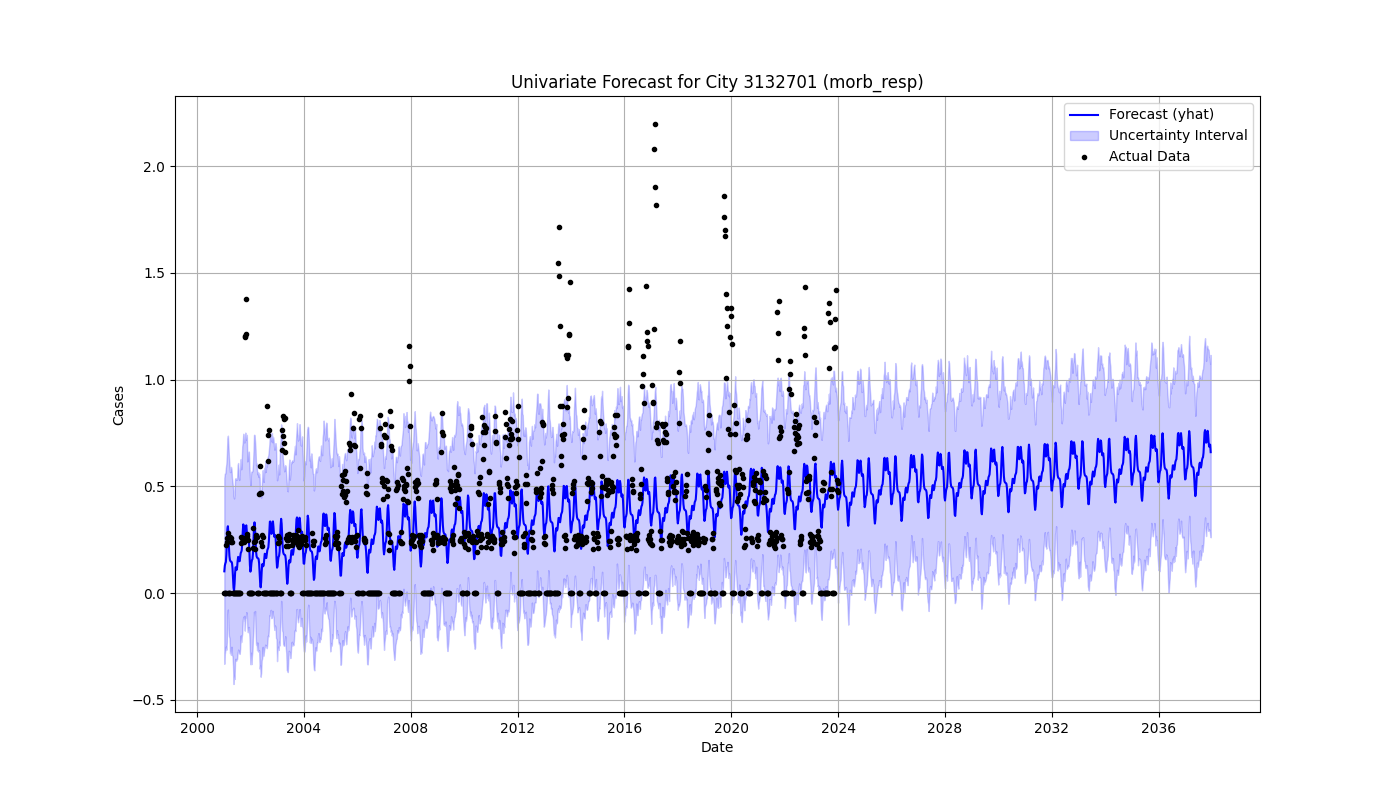 Univariate Forecast for City 3132701 (morb_resp)
Forecast (yhat)
Uncertainty Interval
Actual Data
Cases
2.0
1.5
1.0
0.5
0.0
−0.5
2000 2004 2008 2012 2016 2020 2024 2028 2032 2036
Date